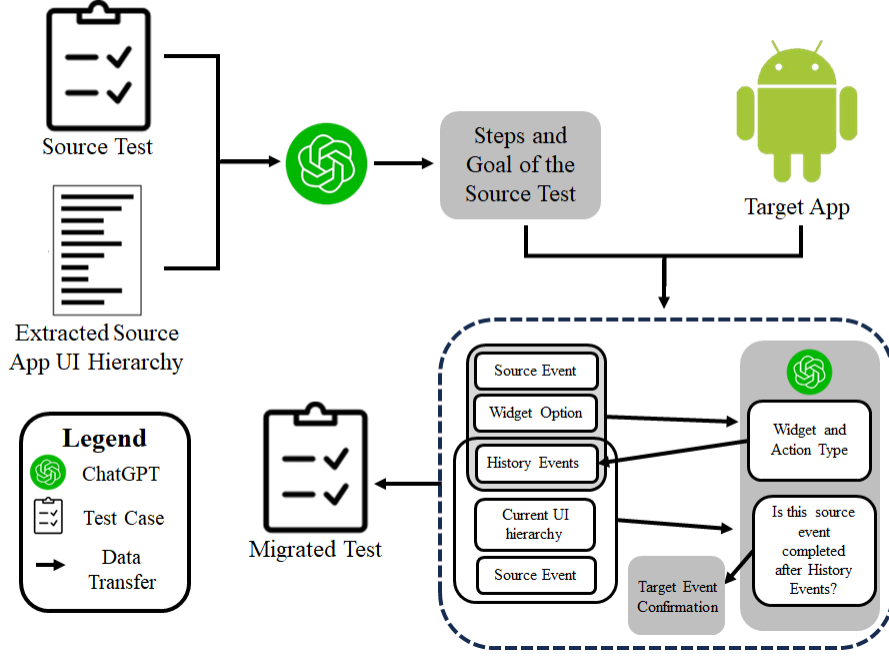 Source Test
Extracted Source
App UI Hierarchy
Steps and
Goal of the
Source Test
Target App
Source Event
Widget Option
History Events
Current UI
hierarchy
Source Event
Widget and
Action Type
Is this source
event
completed
after History
Events?
Target Event
Confirmation
Migrated Test
Legend
ChatGPT
Test Case
Data
Transfer